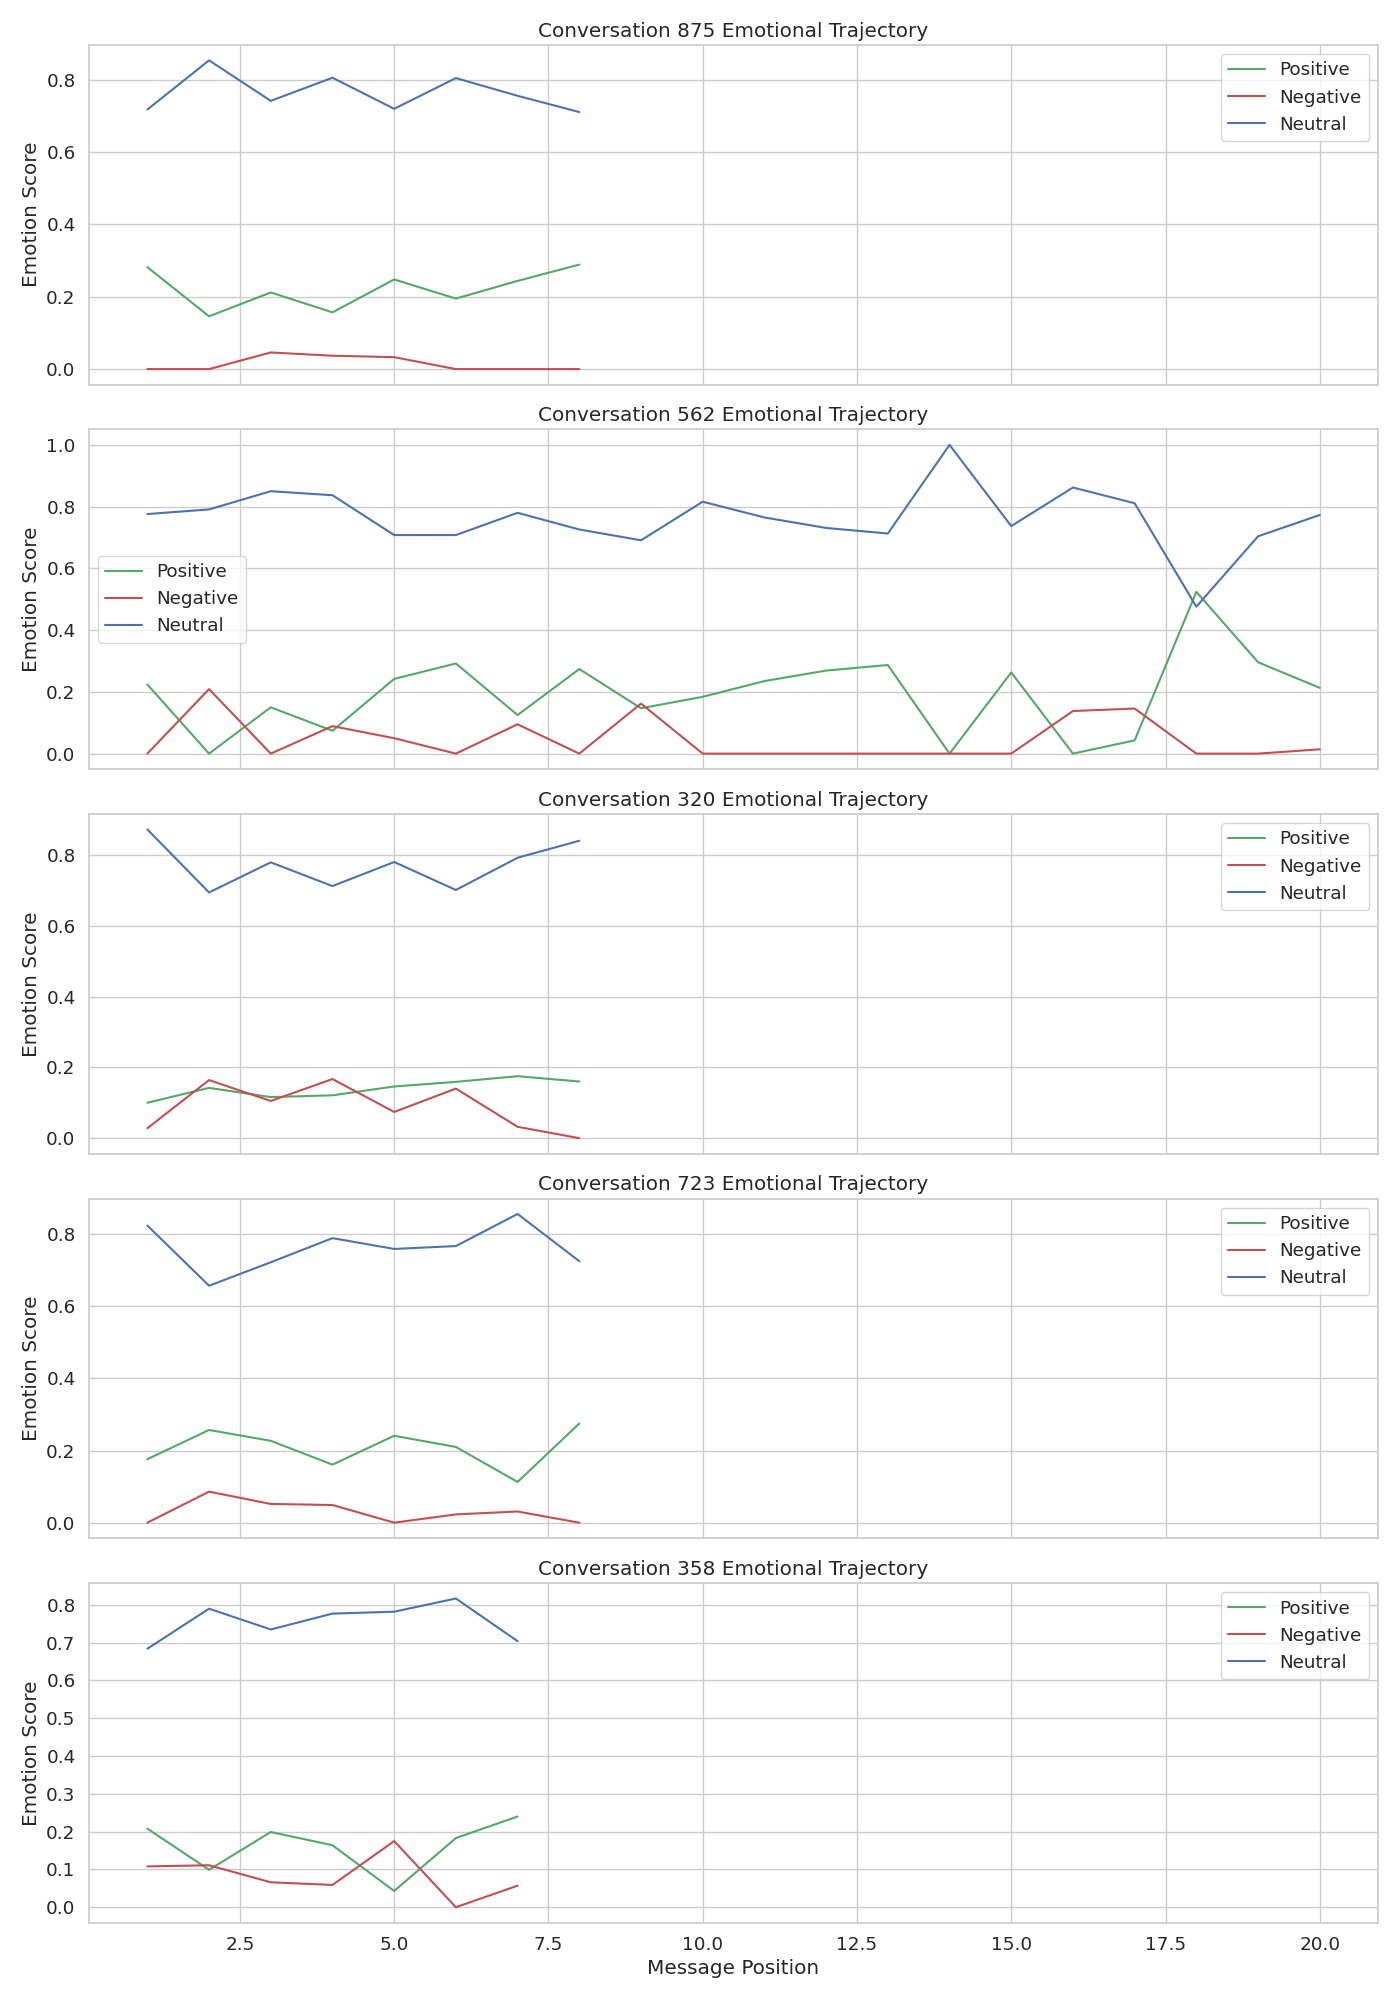 Conversation 875 Emotional Trajectory
Emotion Score
0.8
0.6
0.4
0.2
0.0
Positive
Negative
Neutral
Conversation 562 Emotional Trajectory
Emotion Score
1.0
0.8
0.6
0.4
0.2
0.0
Positive
Negative
Neutral
Conversation 320 Emotional Trajectory
Emotion Score
0.8
0.6
0.4
0.2
0.0
Positive
Negative
Neutral
Conversation 723 Emotional Trajectory
Emotion Score
0.8
0.6
0.4
0.2
0.0
Positive
Negative
Neutral
Conversation 358 Emotional Trajectory
Emotion Score
0.8
0.7
0.6
0.5
0.4
0.3
0.2
0.1
0.0
Positive
Negative
Neutral
2.5 5.0 7.5 10.0 12.5 15.0 17.5 20.0
Message Position